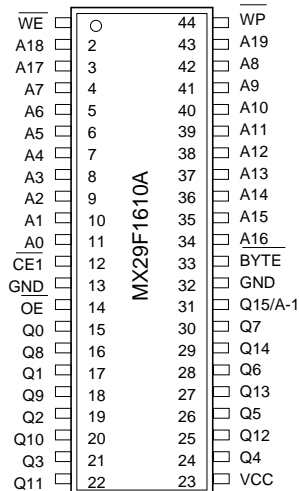 WE 44 WP
A18 2 43 A19
A17 3 42 A8
A7 4 41 A9
A6 5 40 A10
A5 6 39 A11
A4 7 38 A12
A3 8 37 A13
A2 9 36 A14
A1 10 35 A15
A0 11 34 A16
CE1 12 33 BYTE
GND 13 32 GND
OE 14 31 Q15/A-1
Q0 15 30 Q7
Q8 16 29 Q14
Q1 17 28 Q6
Q9 18 27 Q13
Q2 19 26 Q5
Q10 20 25 Q12
Q3 21 24 Q4
Q11 22 23 VCC
MX29F1610A